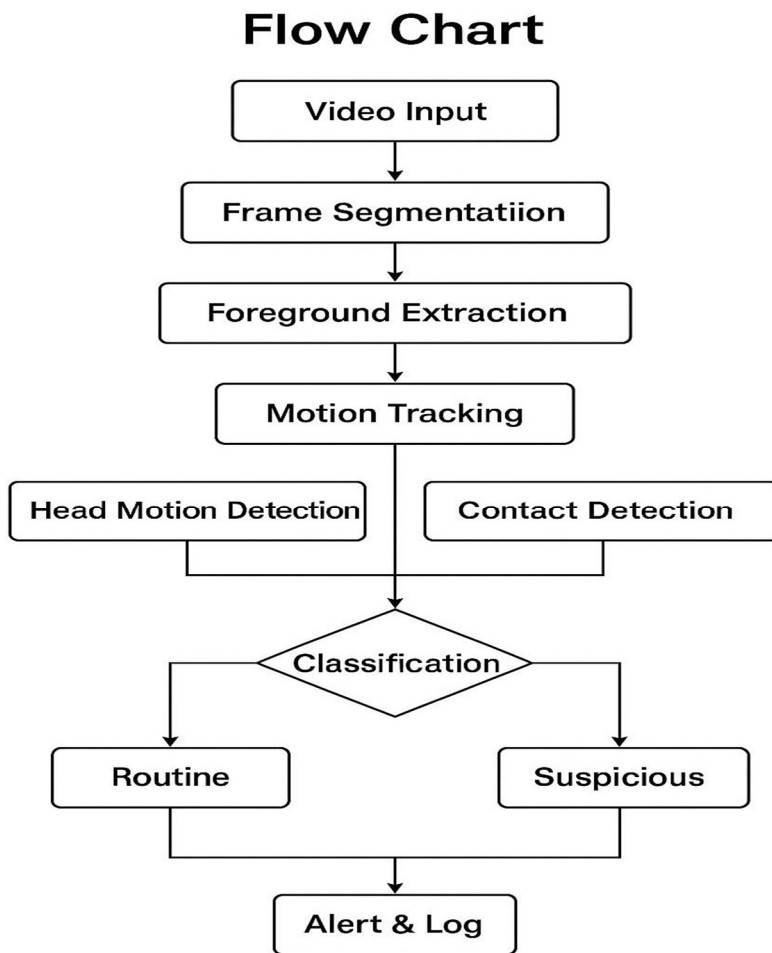 Flow Chart
Video Input
Frame Segmentatiion
Foreground Extraction
Motion Tracking
Head Motion Detection
Contact Detection
Classification
Routine
Suspicious
Alert & Log